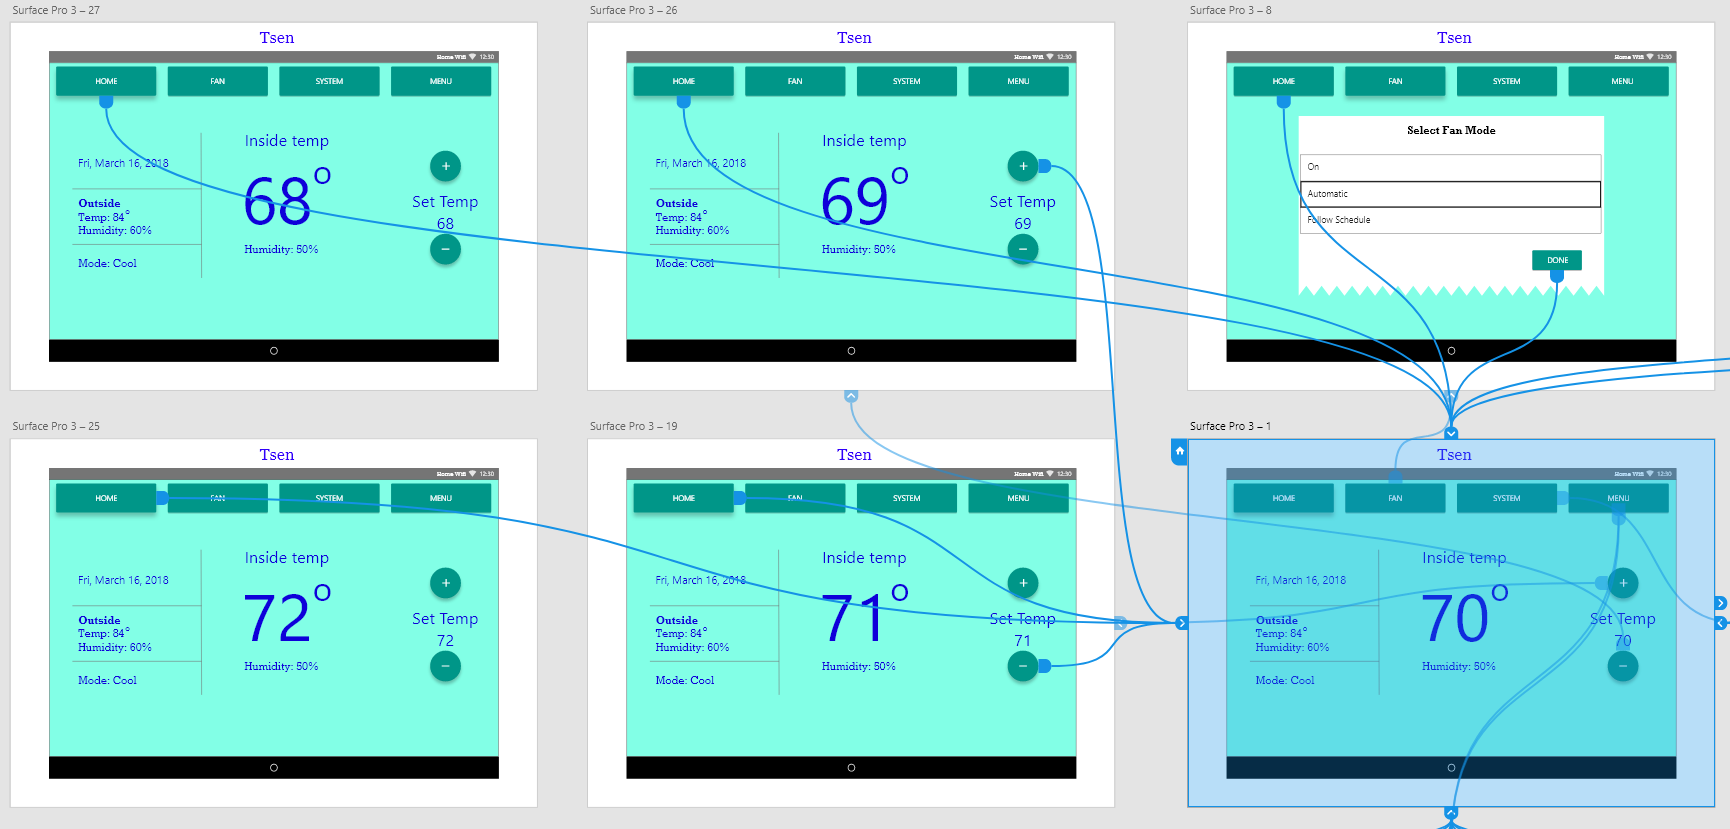 Surface Pro 3 – 27
Tsen
Home Wifi 12:30
HOME FAN SYSTEM MENU
Inside temp
Fri, March 16, 2018
68°
+
Outside
Temp: 84°
Humidity: 60%
Set Temp
68
−
Humidity: 50%
Mode: Cool
Surface Pro 3 – 26
Tsen
Home Wifi 12:30
HOME FAN SYSTEM MENU
Inside temp
Fri, March 16, 2018
69°
+
Outside
Temp: 84°
Humidity: 60%
Set Temp
69
−
Humidity: 50%
Mode: Cool
Surface Pro 3 – 8
Tsen
Home Wifi 12:30
HOME FAN SYSTEM MENU
Select Fan Mode
On
Automatic
Follow Schedule
DONE
Surface Pro 3 – 25
Tsen
Home Wifi 12:30
HOME FAN SYSTEM MENU
Inside temp
Fri, March 16, 2018
72°
+
Outside
Temp: 84°
Humidity: 60%
Set Temp
72
−
Humidity: 50%
Mode: Cool
Surface Pro 3 – 19
Tsen
Home Wifi 12:30
HOME FAN SYSTEM MENU
Inside temp
Fri, March 16, 2018
71°
+
Outside
Temp: 84°
Humidity: 60%
Set Temp
71
−
Humidity: 50%
Mode: Cool
Surface Pro 3 – 1
Tsen
Home Wifi 12:30
HOME FAN SYSTEM MENU
Inside temp
Fri, March 16, 2018
70°
+
Outside
Temp: 84°
Humidity: 60%
Set Temp
70
−
Humidity: 50%
Mode: Cool